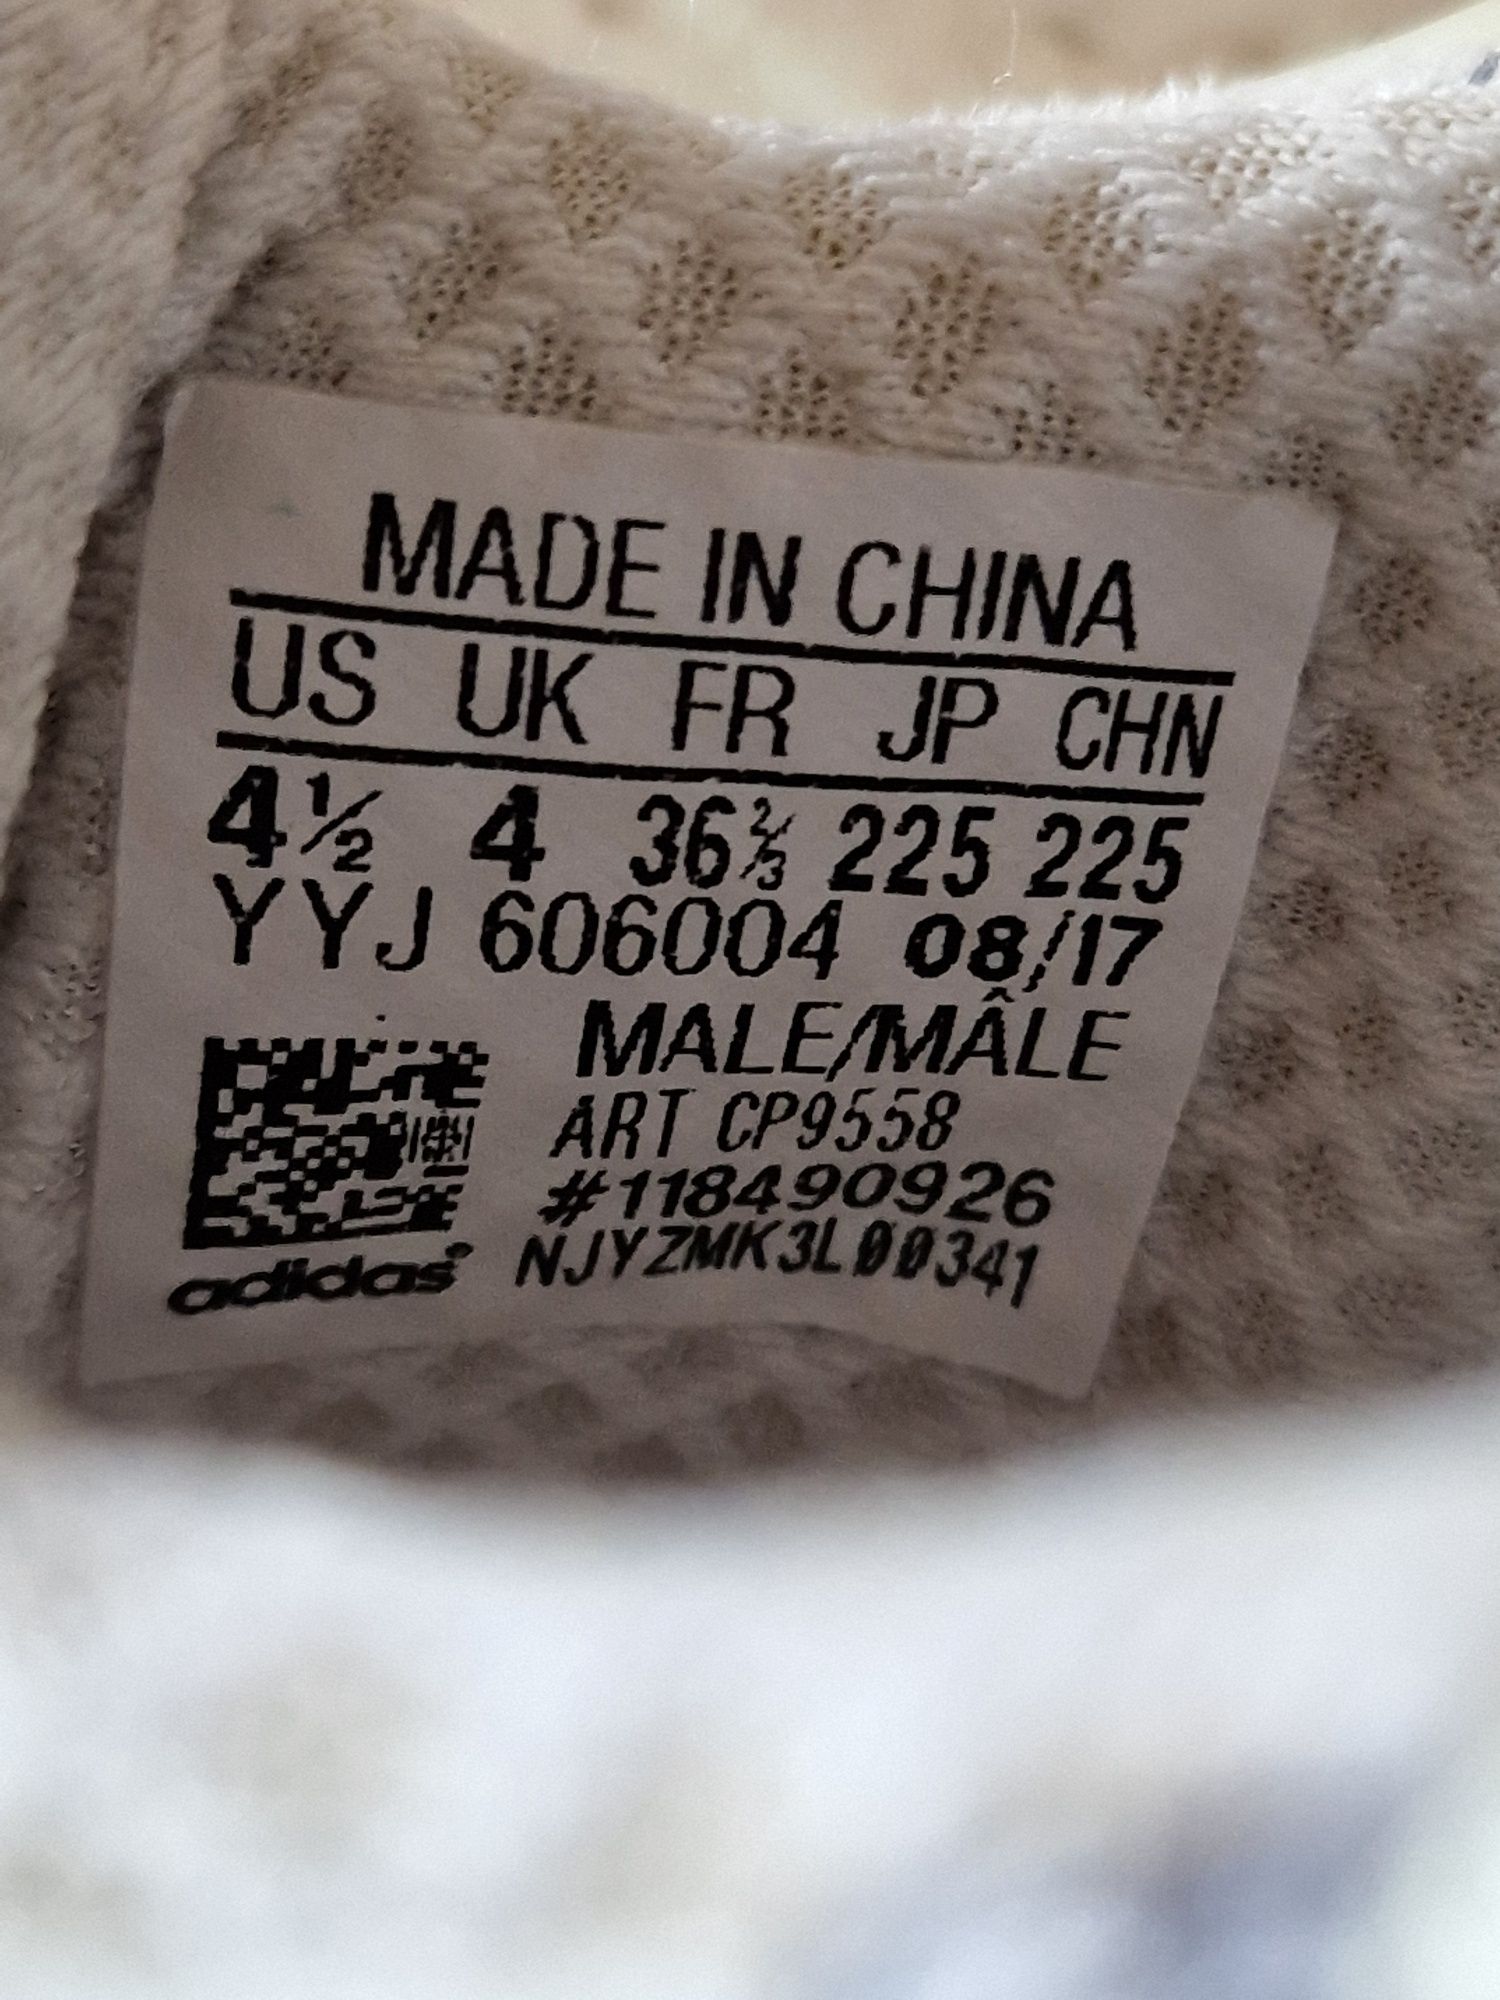 MADE IN CHINA
US UK FR JP CHN
4½ 4 36⅔ 225 225
YYJ 606004 08/17
MALE/MÂLE
ART CP9558
#118490926
adidas® NJYZMK3L00341